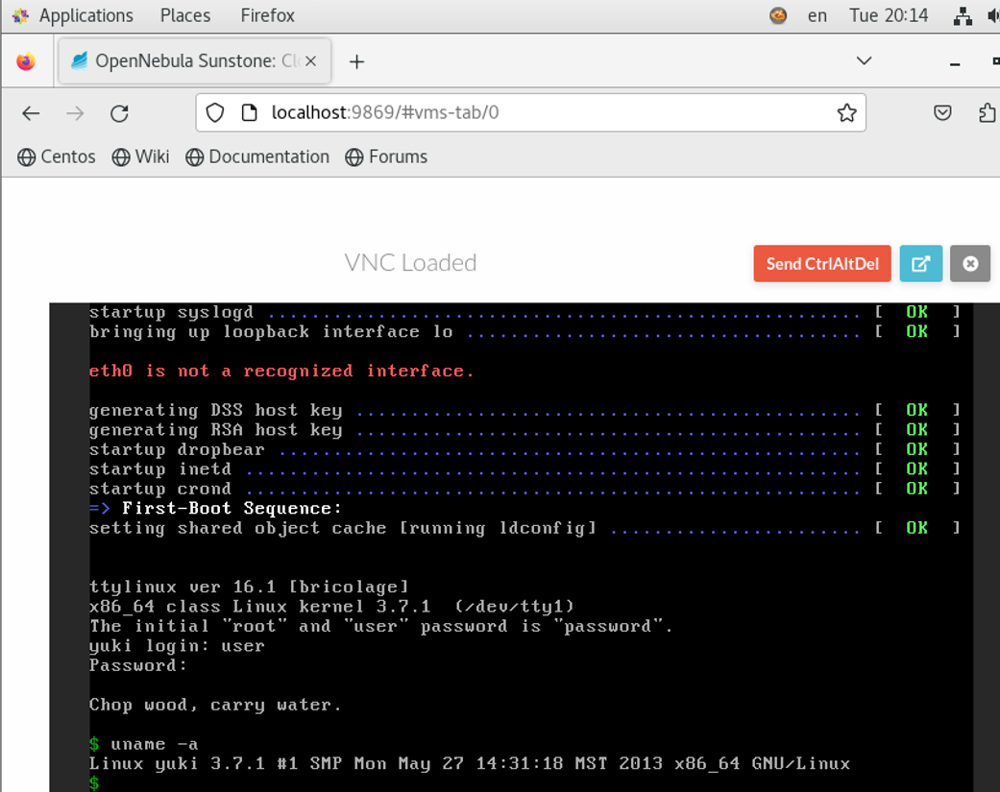 Applications Places Firefox en Tue 20:14
OpenNebula Sunstone: Cl
localhost:9869/#vms-tab/0
Centos Wiki Documentation Forums
VNC Loaded Send CtrlAltDel
startup syslogd ...................................................... [ OK ]
bringing up loopback interface lo .................................... [ OK ]
eth0 is not a recognized interface.
generating DSS host key .............................................. [ OK ]
generating RSA host key .............................................. [ OK ]
startup dropbear ..................................................... [ OK ]
startup inetd ........................................................ [ OK ]
startup crond ........................................................ [ OK ]
=> First-Boot Sequence:
setting shared object cache [running ldconfig] ....................... [ OK ]
ttylinux ver 16.1 [bricolage]
x86_64 class Linux kernel 3.7.1  (/dev/tty1)
The initial "root" and "user" password is "password".
yuki login: user
Password:
Chop wood, carry water.
$ uname -a
Linux yuki 3.7.1 #1 SMP Mon May 27 14:31:18 MST 2013 x86_64 GNU/Linux
$